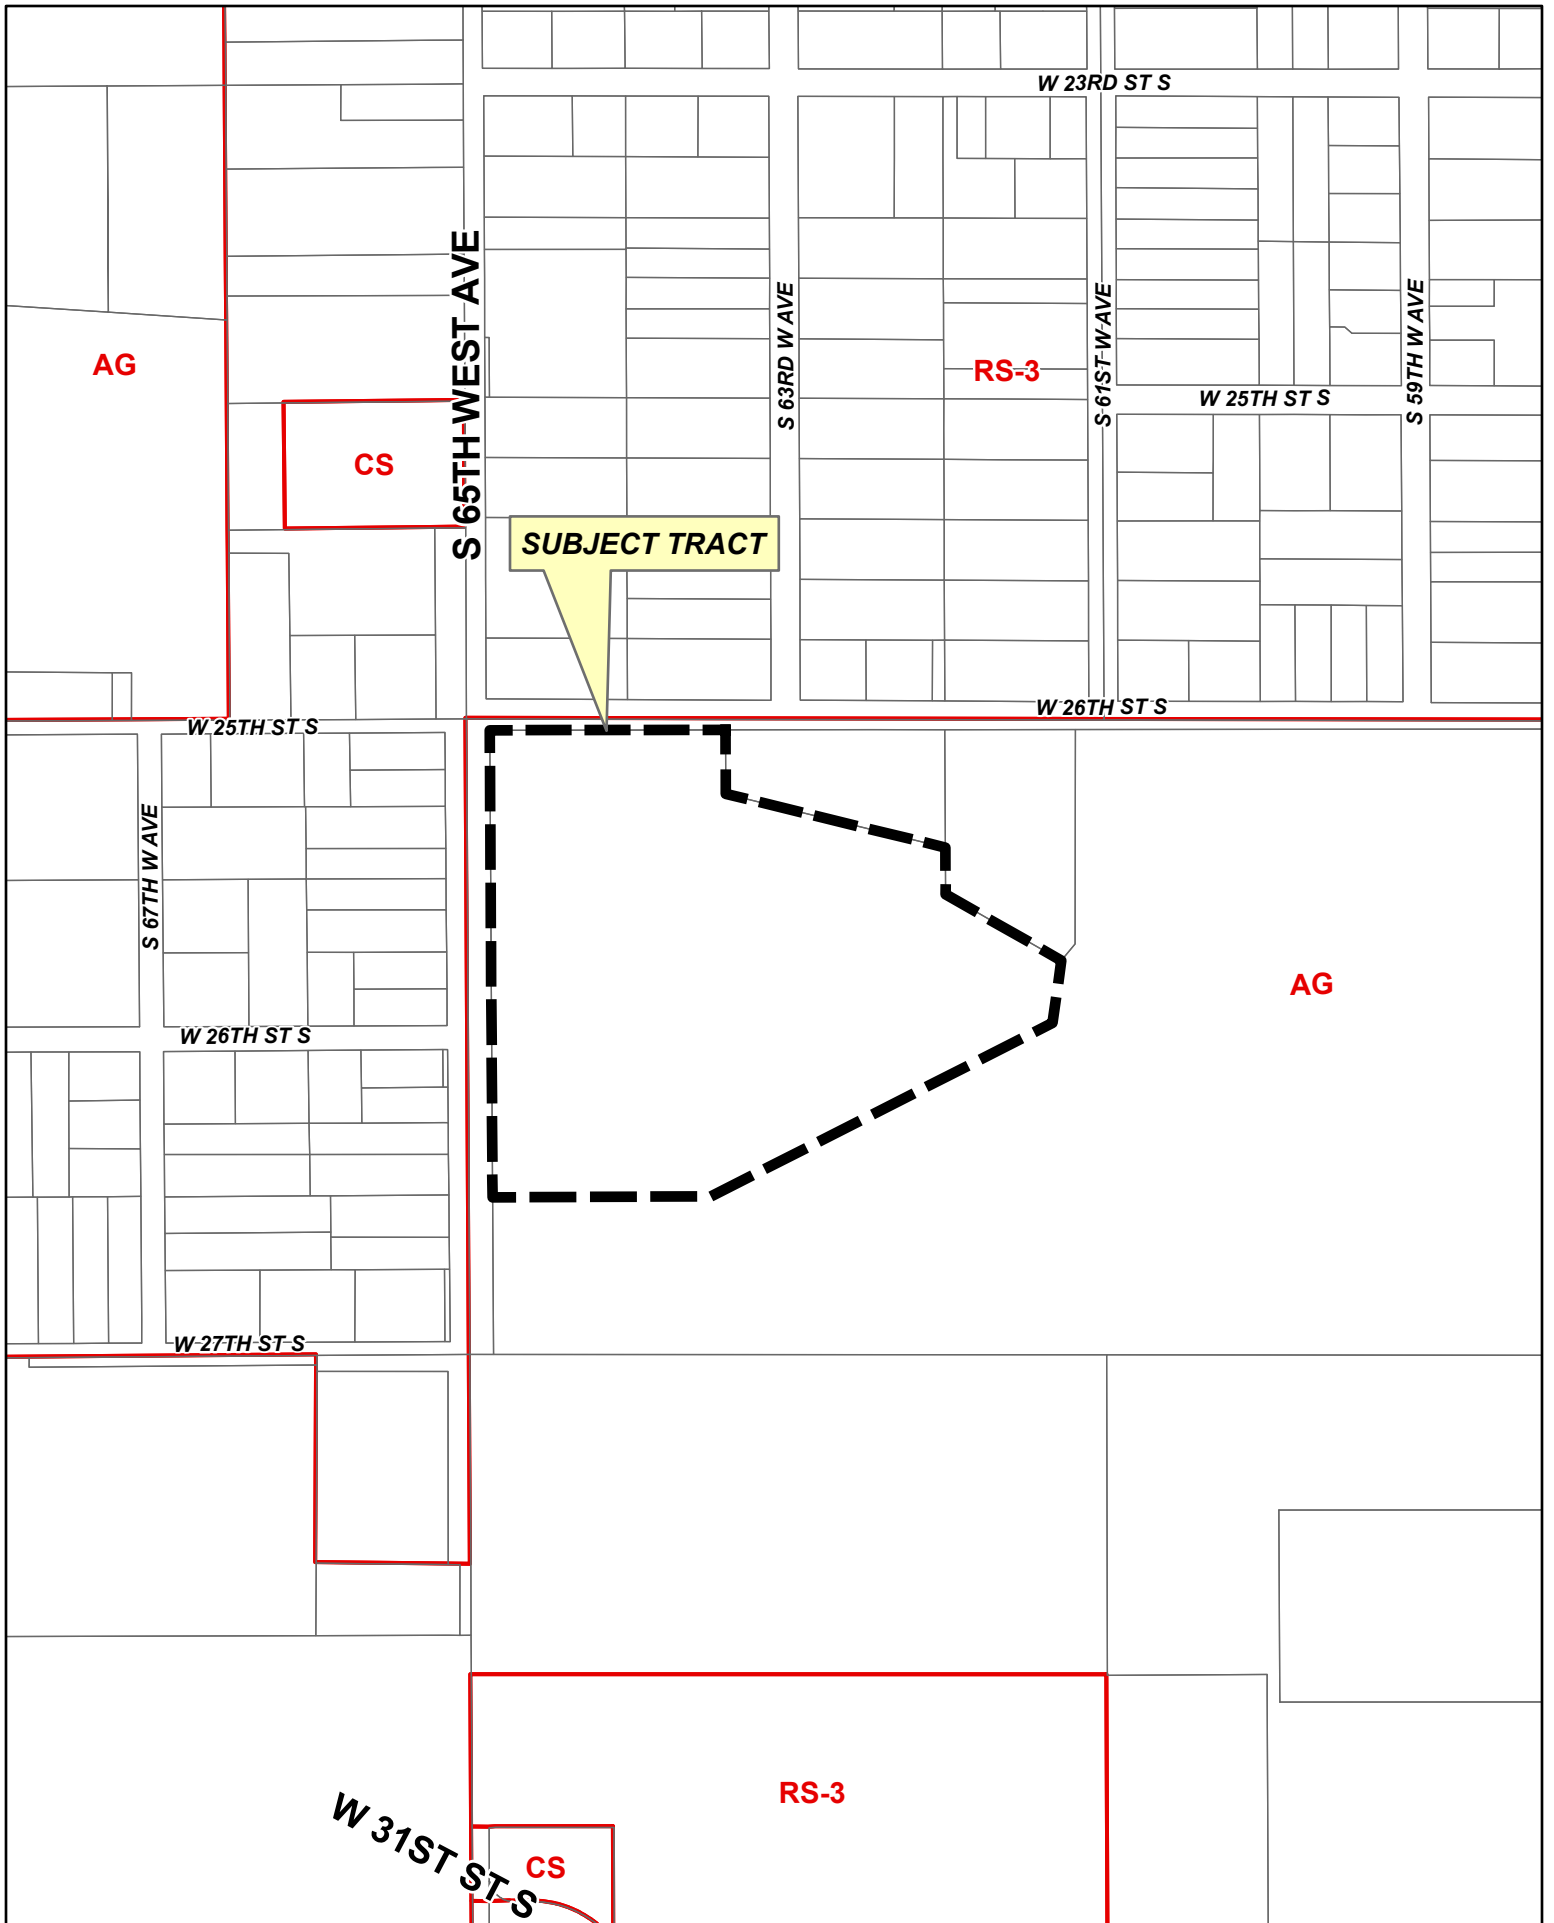 W 23RD ST S
S 65TH WEST AVE
S 63RD W AVE
S 61ST W AVE
S 59TH W AVE
AG
RS-3
W 25TH ST S
CS
SUBJECT TRACT
W 26TH ST S
W 25TH ST S
S 67TH W AVE
AG
W 26TH ST S
W 27TH ST S
RS-3
W 31ST ST S
CS